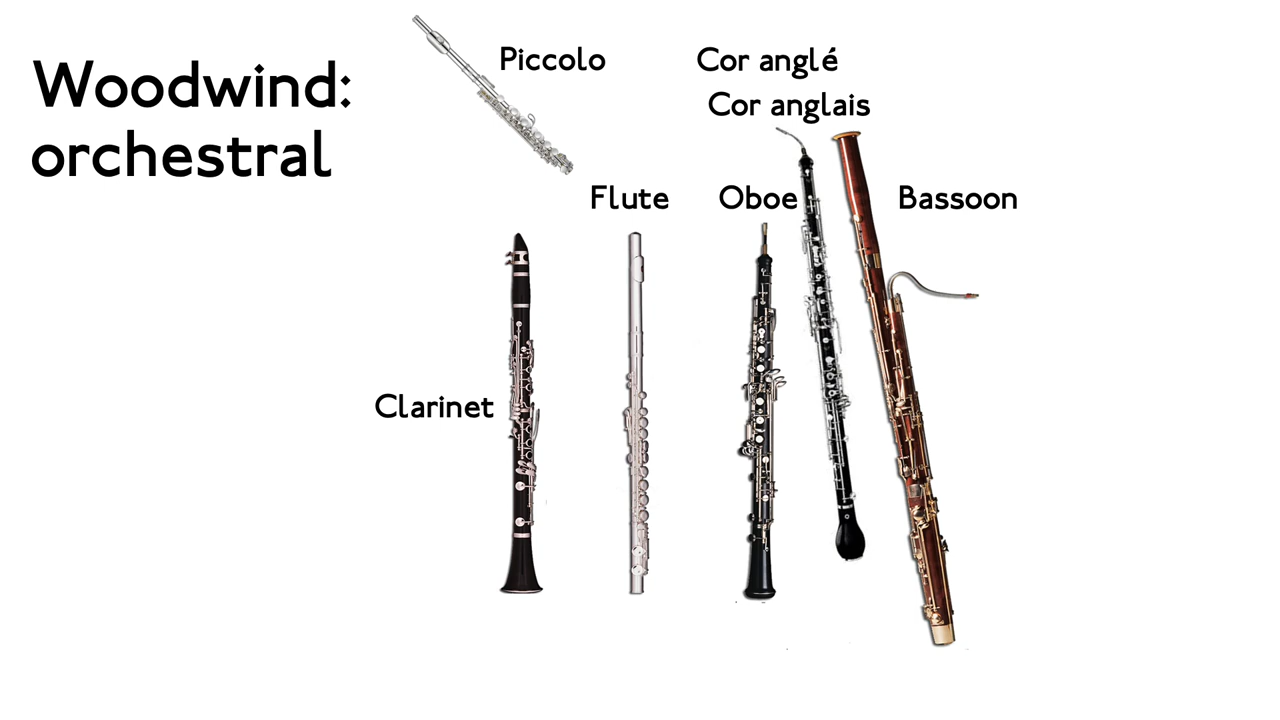 Woodwind:
orchestral
Piccolo
Cor anglé
Cor anglais
Flute
Oboe
Bassoon
Clarinet